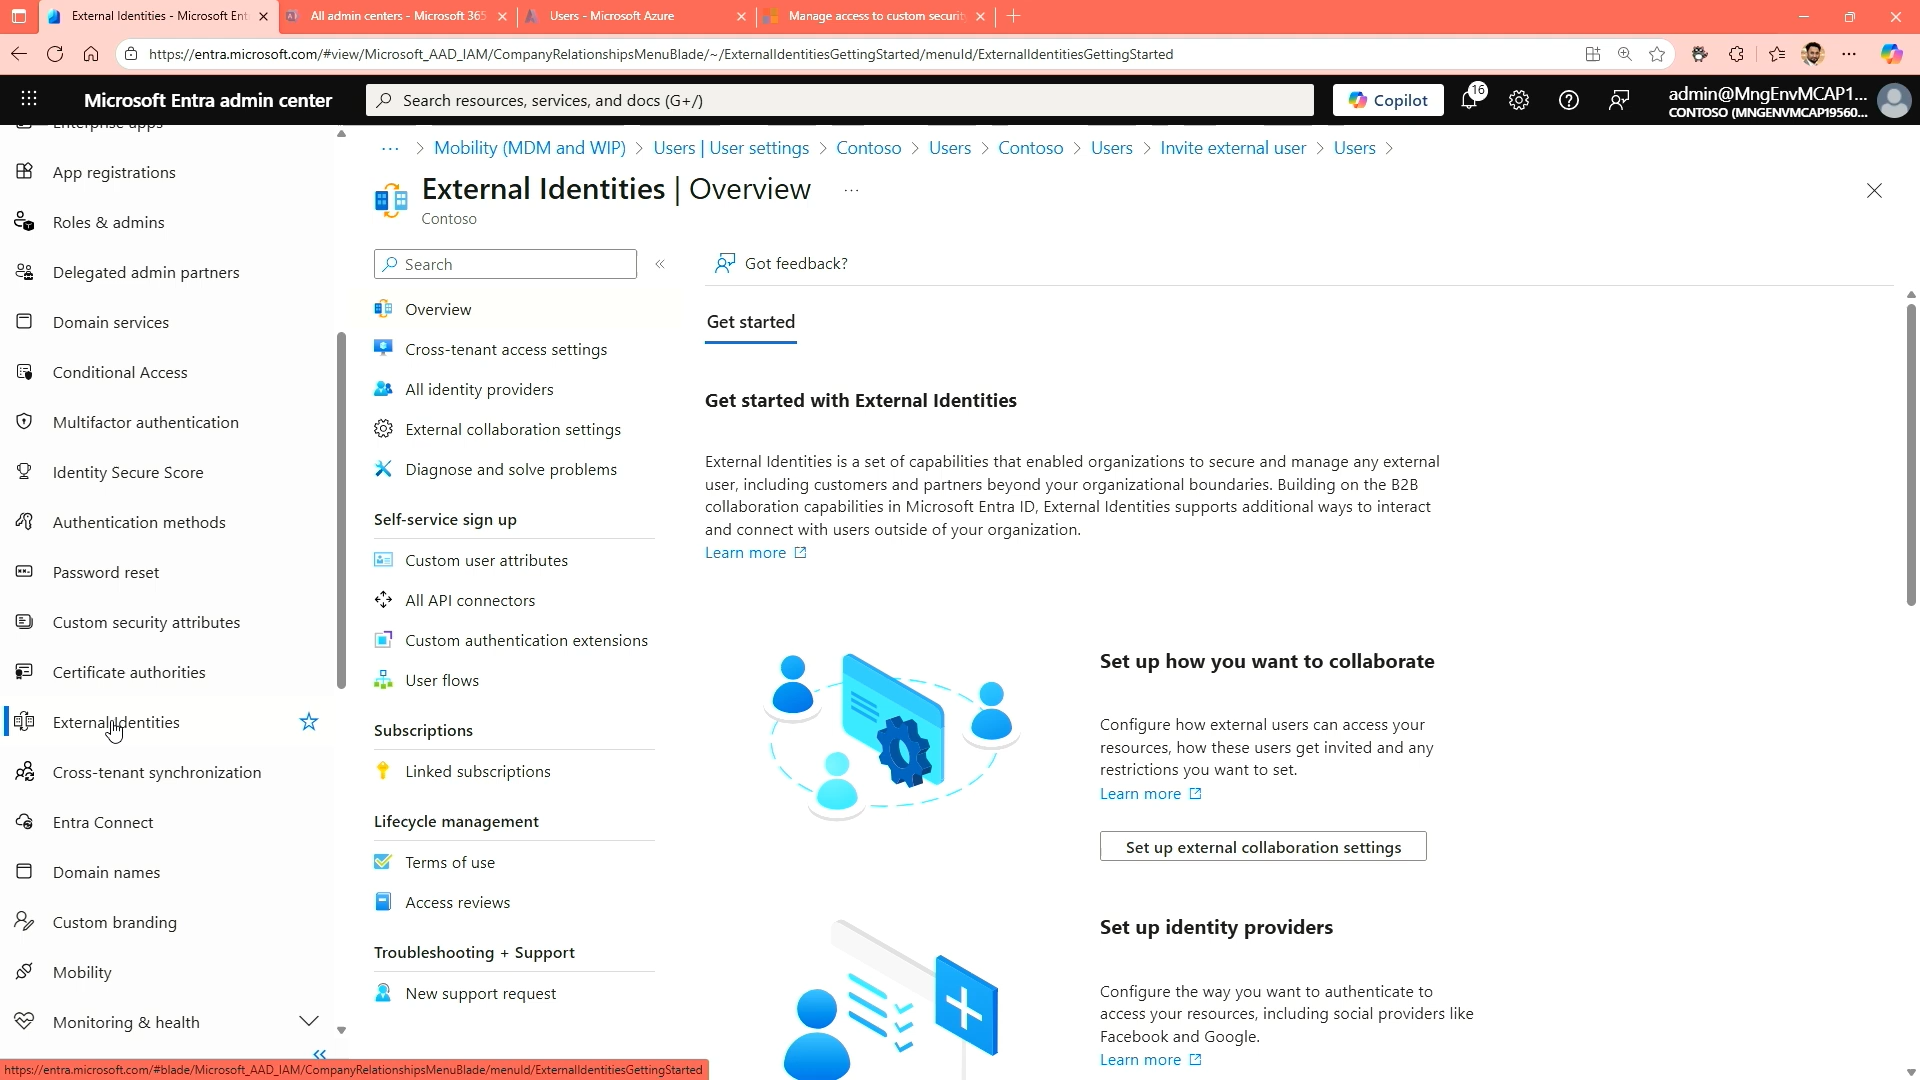 External Identities - Microsoft Ent
All admin centers - Microsoft 365
Users - Microsoft Azure
Manage access to custom securit
https://entra.microsoft.com/#view/Microsoft_AAD_IAM/CompanyRelationshipsMenuBlade/~/ExternalIdentitiesGettingStarted/menuId/ExternalIdentitiesGettingStarted
Microsoft Entra admin center
Search resources, services, and docs (G+/)
Copilot
16
admin@MngEnvMCAP1...
CONTOSO (MNGENVMCAP19560...
Enterprise apps
App registrations
Roles & admins
Delegated admin partners
Domain services
Conditional Access
Multifactor authentication
Identity Secure Score
Authentication methods
Password reset
Custom security attributes
Certificate authorities
External Identities
Cross-tenant synchronization
Entra Connect
Domain names
Custom branding
Mobility
Monitoring & health
... > Mobility (MDM and WIP) > Users | User settings > Contoso > Users > Contoso > Users > Invite external user > Users >
External Identities | Overview ...
Contoso
Search
Overview
Cross-tenant access settings
All identity providers
External collaboration settings
Diagnose and solve problems
Self-service sign up
Custom user attributes
All API connectors
Custom authentication extensions
User flows
Subscriptions
Linked subscriptions
Lifecycle management
Terms of use
Access reviews
Troubleshooting + Support
New support request
Got feedback?
Get started
Get started with External Identities
External Identities is a set of capabilities that enabled organizations to secure and manage any external
user, including customers and partners beyond your organizational boundaries. Building on the B2B
collaboration capabilities in Microsoft Entra ID, External Identities supports additional ways to interact
and connect with users outside of your organization.
Learn more
Set up how you want to collaborate
Configure how external users can access your
resources, how these users get invited and any
restrictions you want to set.
Learn more
Set up external collaboration settings
Set up identity providers
Configure the way you want to authenticate to
access your resources, including social providers like
Facebook and Google.
Learn more
https://entra.microsoft.com/#blade/Microsoft_AAD_IAM/CompanyRelationshipsMenuBlade/menuId/ExternalIdentitiesGettingStarted